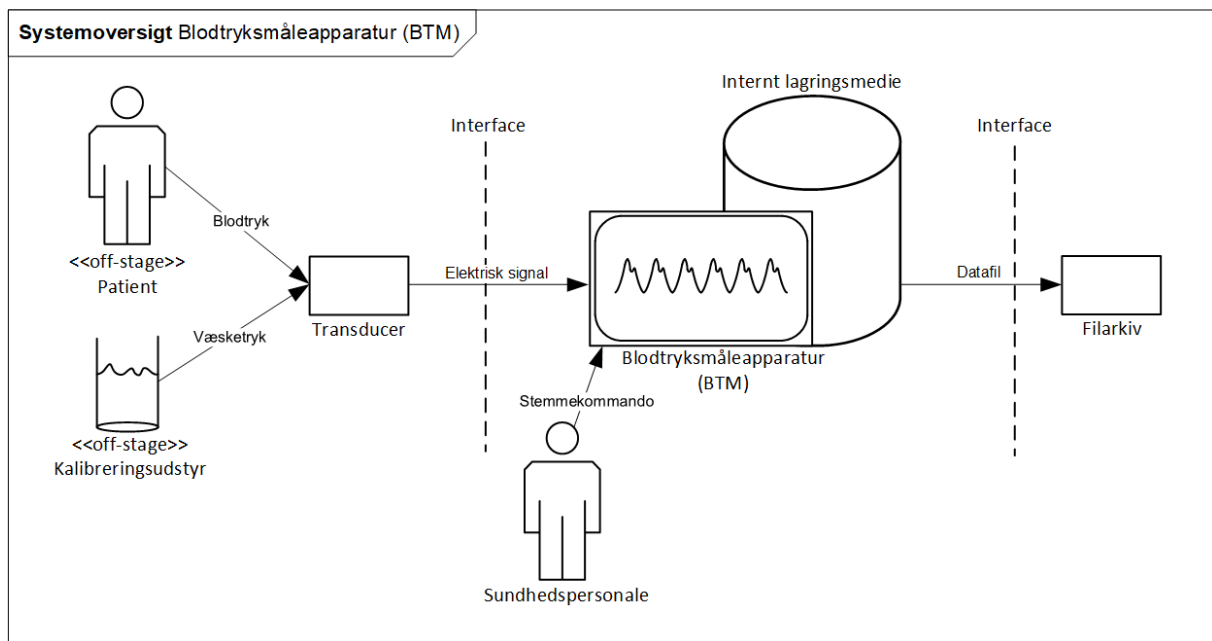 Systemoversigt Blodtryksmåleapparatur (BTM)
Internt lagringsmedie
Interface
Interface
Blodtryk
<<off-stage>>
Patient
Elektrisk signal
Datafil
Transducer
Filarkiv
Væsketryk
Blodtryksmåleapparatur
(BTM)
Stemmekommando
<<off-stage>>
Kalibreringsudstyr
Sundhedspersonale